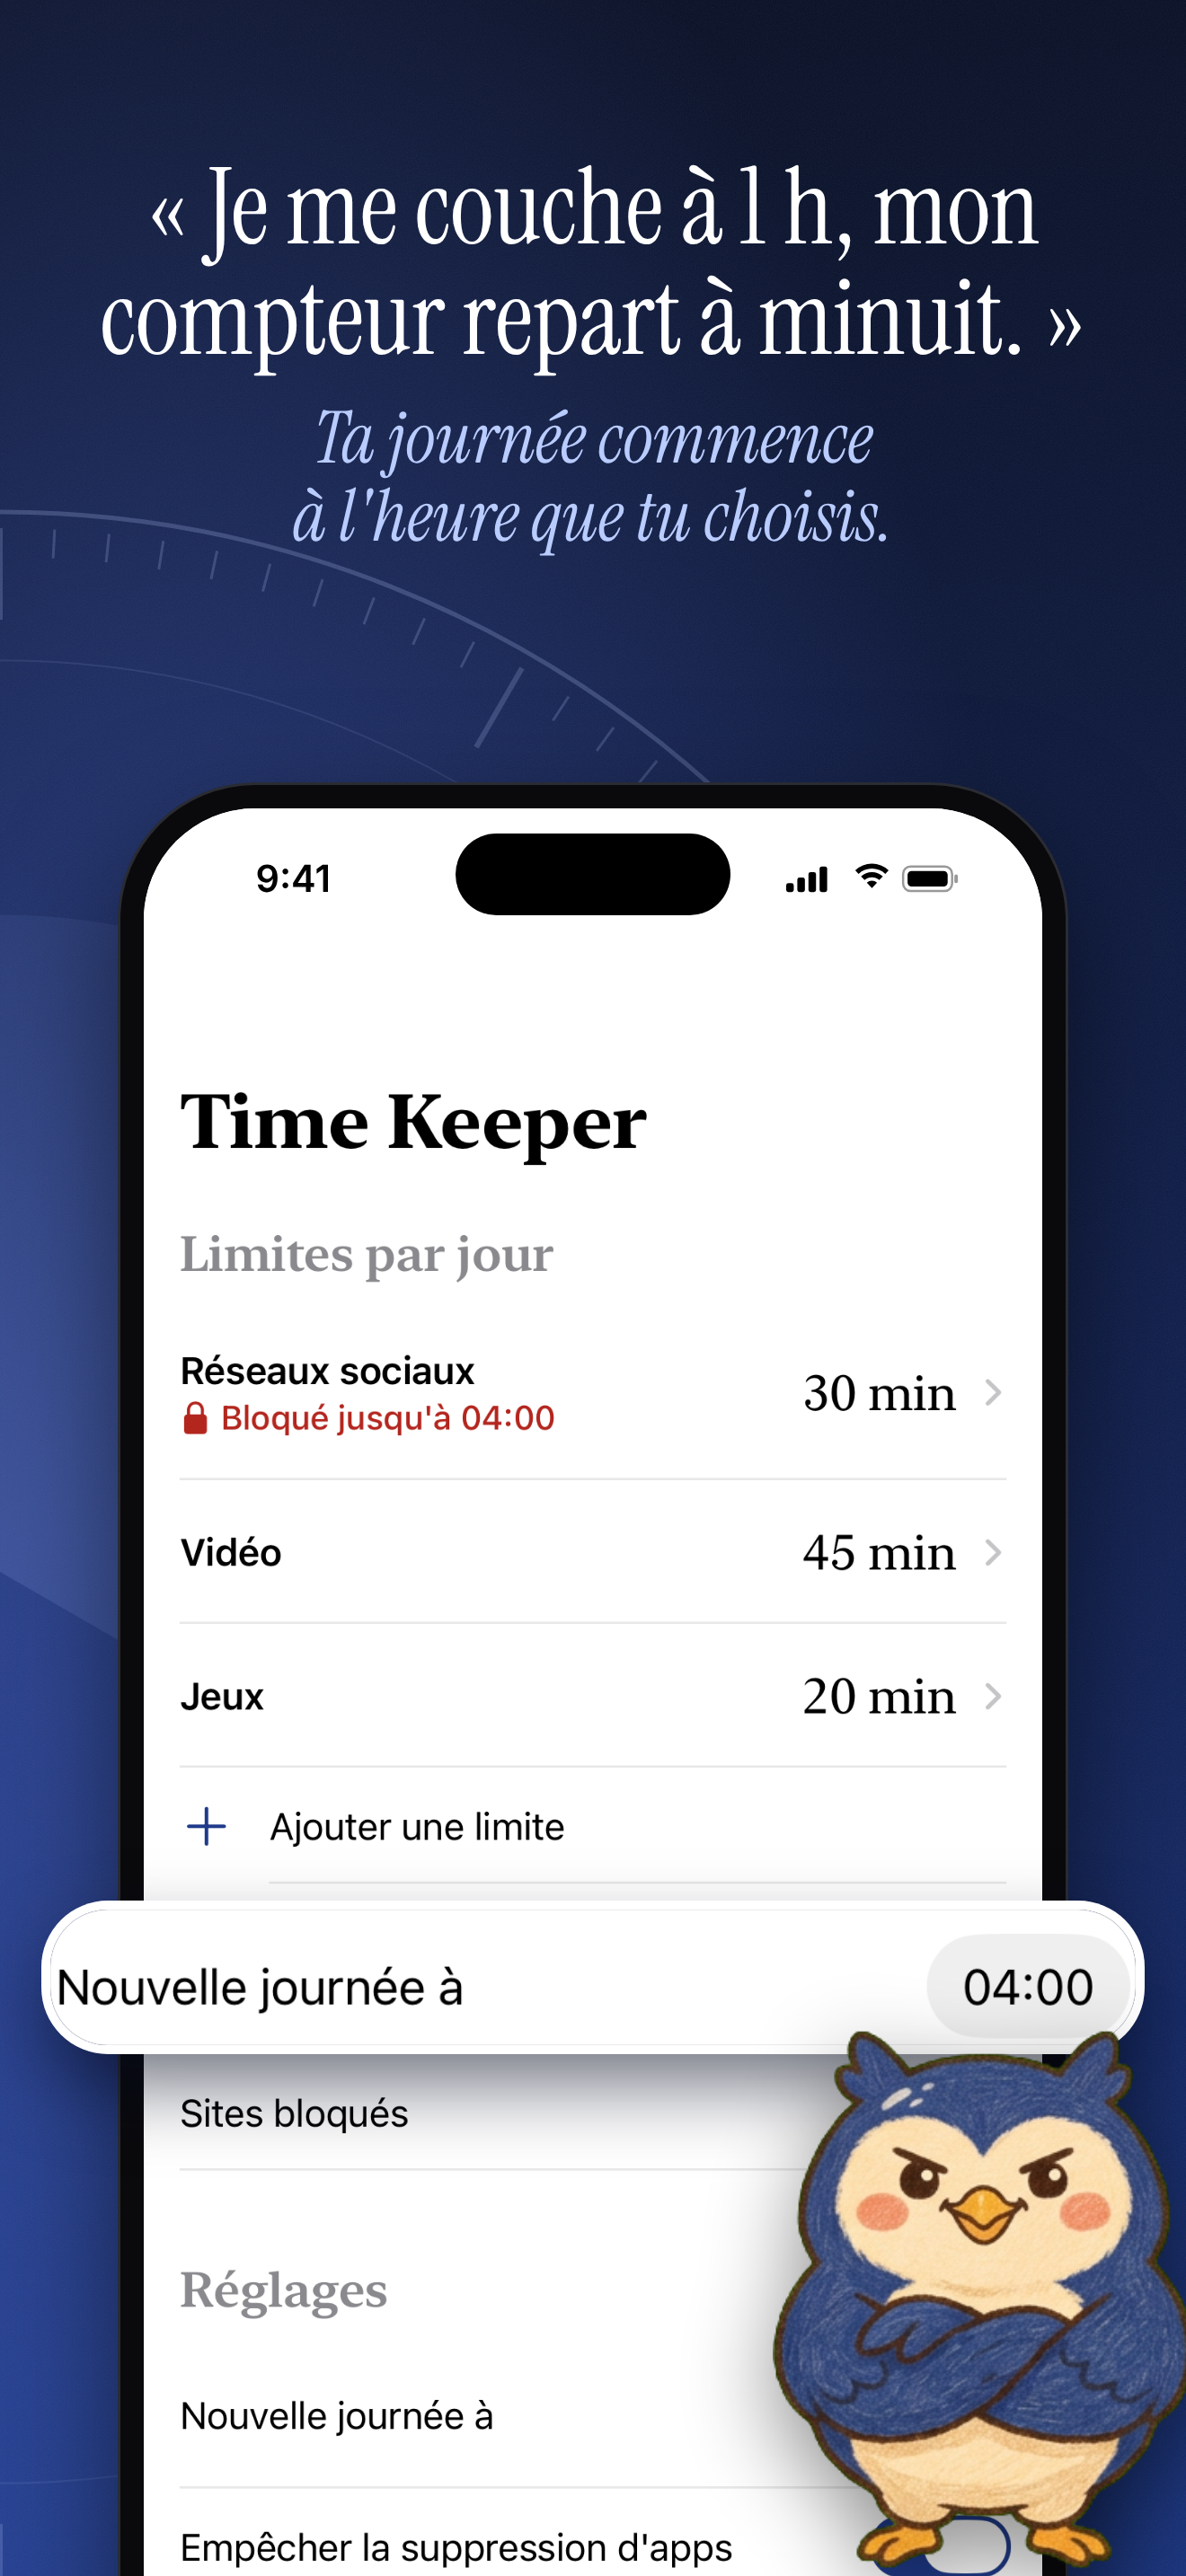 « Je me couche à 1 h, mon
compteur repart à minuit. »
Ta journée commence
à l'heure que tu choisis.
9:41
Time Keeper
Limites par jour
Réseaux sociaux
Bloqué jusqu'à 04:00
30 min
Vidéo
45 min
Jeux
20 min
Ajouter une limite
Nouvelle journée à
04:00
Sites bloqués
Réglages
Nouvelle journée à
Empêcher la suppression d'apps